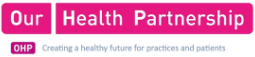 Our Health Partnership
OHP Creating a healthy future for practices and patients